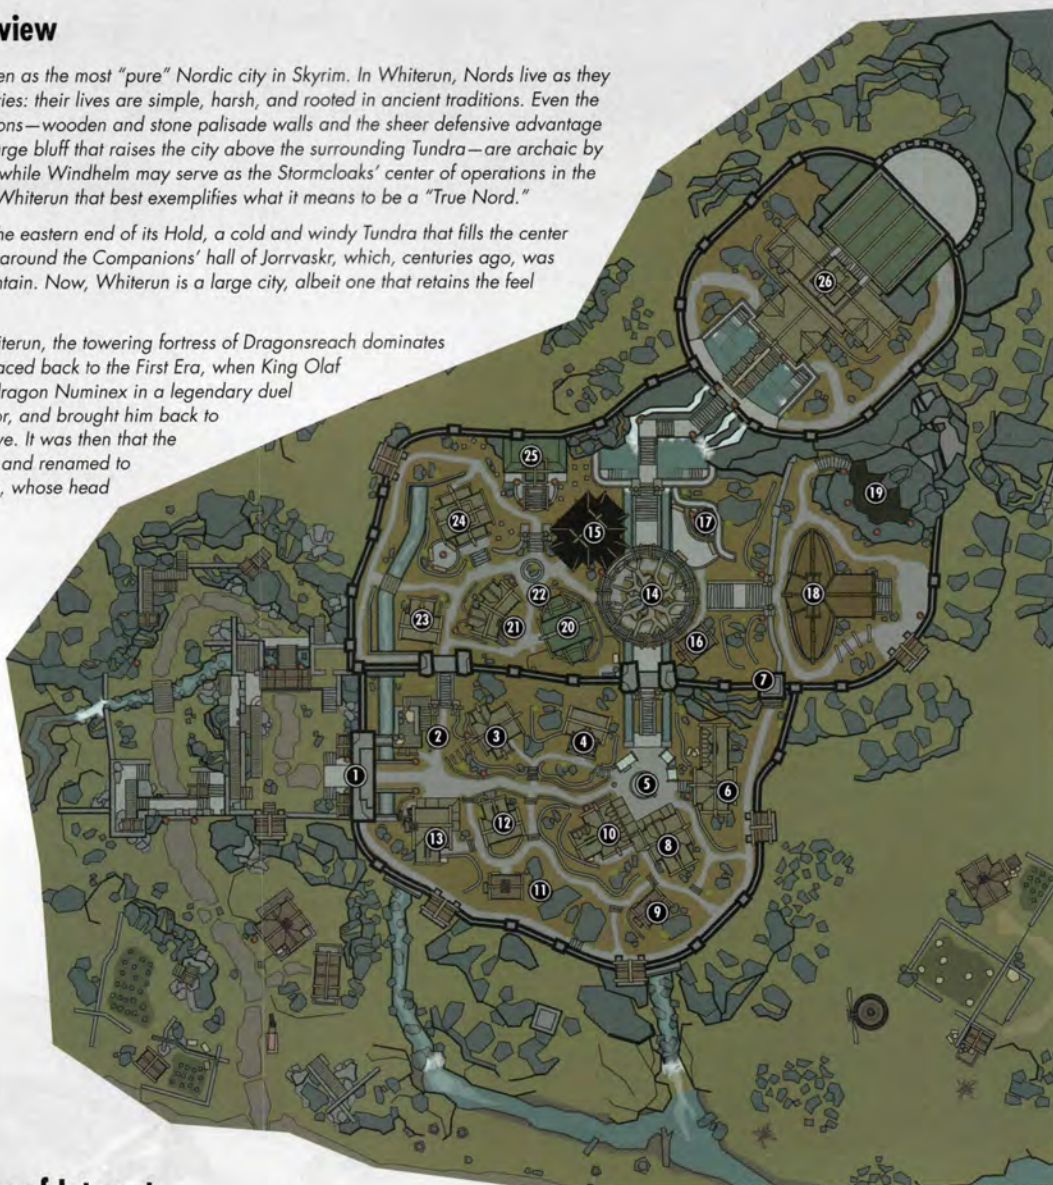 view
en as the most “pure” Nordic city in Skyrim. In Whiterun, Nords live as they
ies: their lives are simple, harsh, and rooted in ancient traditions. Even the
ons—wooden and stone palisade walls and the sheer defensive advantage
arge bluff that raises the city above the surrounding Tundra—are archaic by
while Windhelm may serve as the Stormcloaks’ center of operations in the
Whiterun that best exemplifies what it means to be a “True Nord.”
he eastern end of its Hold, a cold and windy Tundra that fills the center
around the Companions’ hall of Jorrvaskr, which, centuries ago, was
ntain. Now, Whiterun is a large city, albeit one that retains the feel
iterun, the towering fortress of Dragonsreach dominates
aced back to the First Era, when King Olaf
dragon Numinex in a legendary duel
or, and brought him back to
ve. It was then that the
and renamed to
, whose head
26
25
19
24
17
15
14
22
18
23
21
20
16
7
2
3
4
1
5
6
12
10
13
8
11
9